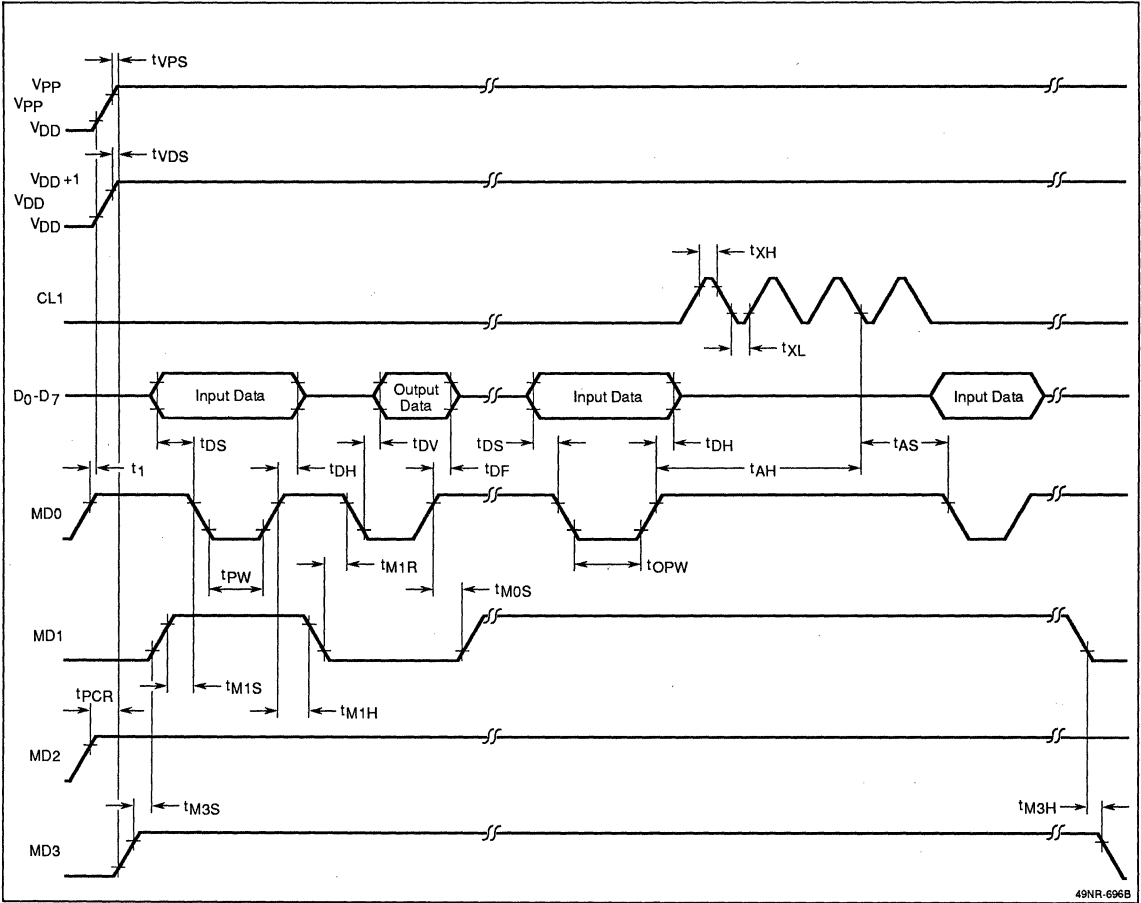 tVPS
VPP
VPP
VDD
tVDS
VDD +1
VDD
VDD
tXH
CL1
tXL
D0-D7
Input Data
Output
Data
Input Data
Input Data
tDS
tDV
tDS
tDH
tAS
t1
tDH
tDF
tAH
MD0
tPW
tM1R
tOPW
tM0S
MD1
tPCR
tM1S
tM1H
MD2
tM3S
tM3H
MD3
49NR-696B